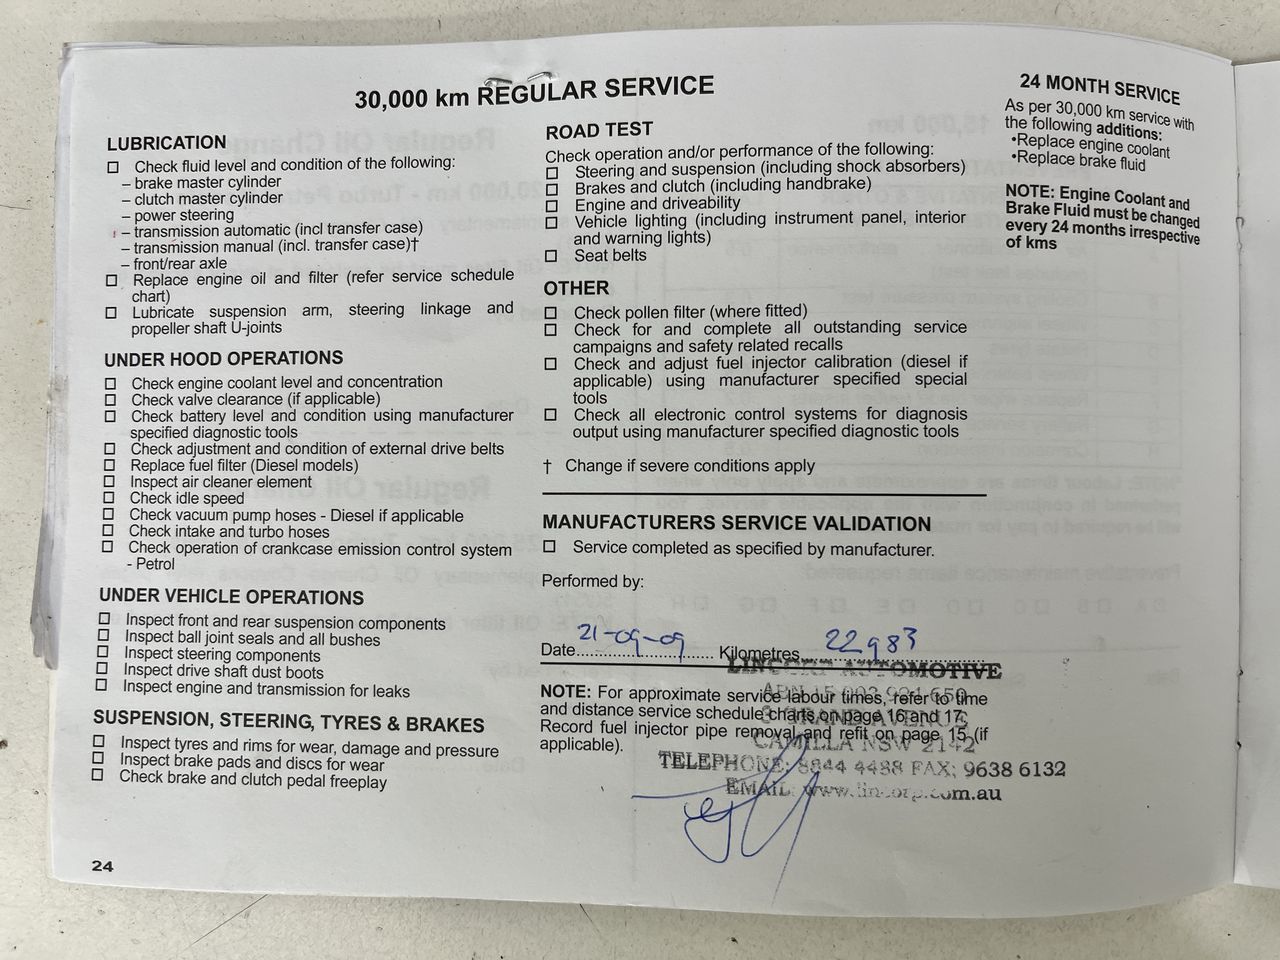 30,000 km REGULAR SERVICE
LUBRICATION
Check fluid level and condition of the following:
– brake master cylinder
– clutch master cylinder
– power steering
– transmission automatic (incl transfer case)
– transmission manual (incl. transfer case)†
– front/rear axle
Replace engine oil and filter (refer service schedule
chart)
Lubricate suspension arm, steering linkage and
propeller shaft U-joints
UNDER HOOD OPERATIONS
Check engine coolant level and concentration
Check valve clearance (if applicable)
Check battery level and condition using manufacturer
specified diagnostic tools
Check adjustment and condition of external drive belts
Replace fuel filter (Diesel models)
Inspect air cleaner element
Check idle speed
Check vacuum pump hoses - Diesel if applicable
Check intake and turbo hoses
Check operation of crankcase emission control system
- Petrol
UNDER VEHICLE OPERATIONS
Inspect front and rear suspension components
Inspect ball joint seals and all bushes
Inspect steering components
Inspect drive shaft dust boots
Inspect engine and transmission for leaks
SUSPENSION, STEERING, TYRES & BRAKES
Inspect tyres and rims for wear, damage and pressure
Inspect brake pads and discs for wear
Check brake and clutch pedal freeplay
24
ROAD TEST
Check operation and/or performance of the following:
Steering and suspension (including shock absorbers)
Brakes and clutch (including handbrake)
Engine and driveability
Vehicle lighting (including instrument panel, interior
and warning lights)
Seat belts
OTHER
Check pollen filter (where fitted)
Check for and complete all outstanding service
campaigns and safety related recalls
Check and adjust fuel injector calibration (diesel if
applicable) using manufacturer specified special
tools
Check all electronic control systems for diagnosis
output using manufacturer specified diagnostic tools
† Change if severe conditions apply
MANUFACTURERS SERVICE VALIDATION
Service completed as specified by manufacturer.
Performed by:
Date 21-09-09 Kilometres 22983
NOTE: For approximate service labour times, refer to time
and distance service schedule charts on page 16 and 17.
Record fuel injector pipe removal and refit on page 15 (if
applicable).
AUTOMOTIVE
AVENUE
NSW 2142
TELEPHONE: 8844 4488 FAX: 9638 6132
EMAIL: .com.au
24 MONTH SERVICE
As per 30,000 km service with
the following additions:
•Replace engine coolant
•Replace brake fluid
NOTE: Engine Coolant and
Brake Fluid must be changed
every 24 months irrespective
of kms